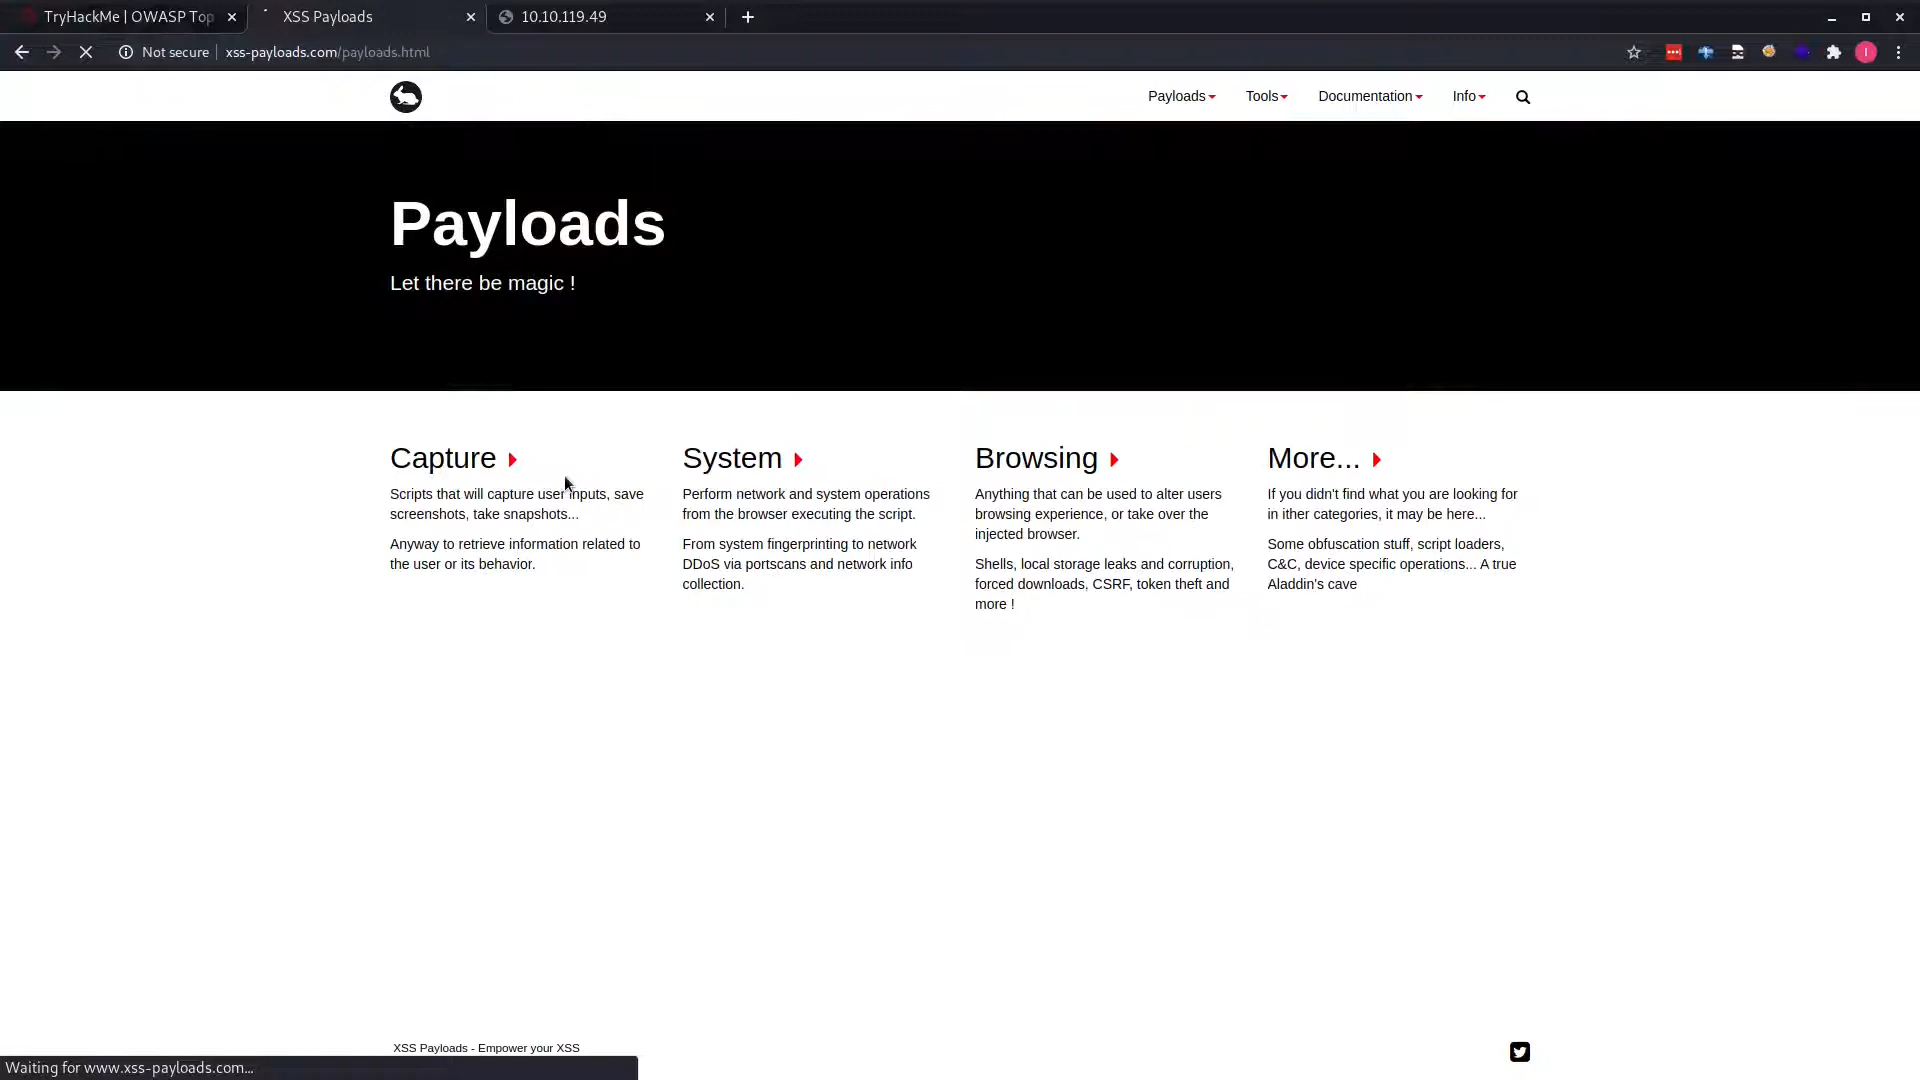 TryHackMe | OWASP Top
XSS Payloads
10.10.119.49
Not secure
xss-payloads.com/payloads.html
I
Payloads
Tools
Documentation
Info
Payloads
Let there be magic !
Capture
Scripts that will capture user inputs, save
screenshots, take snapshots...
Anyway to retrieve information related to
the user or its behavior.
System
Perform network and system operations
from the browser executing the script.
From system fingerprinting to network
DDoS via portscans and network info
collection.
Browsing
Anything that can be used to alter users
browsing experience, or take over the
injected browser.
Shells, local storage leaks and corruption,
forced downloads, CSRF, token theft and
more !
More...
If you didn't find what you are looking for
in ither categories, it may be here...
Some obfuscation stuff, script loaders,
C&C, device specific operations... A true
Aladdin's cave
XSS Payloads - Empower your XSS
Waiting for www.xss-payloads.com...